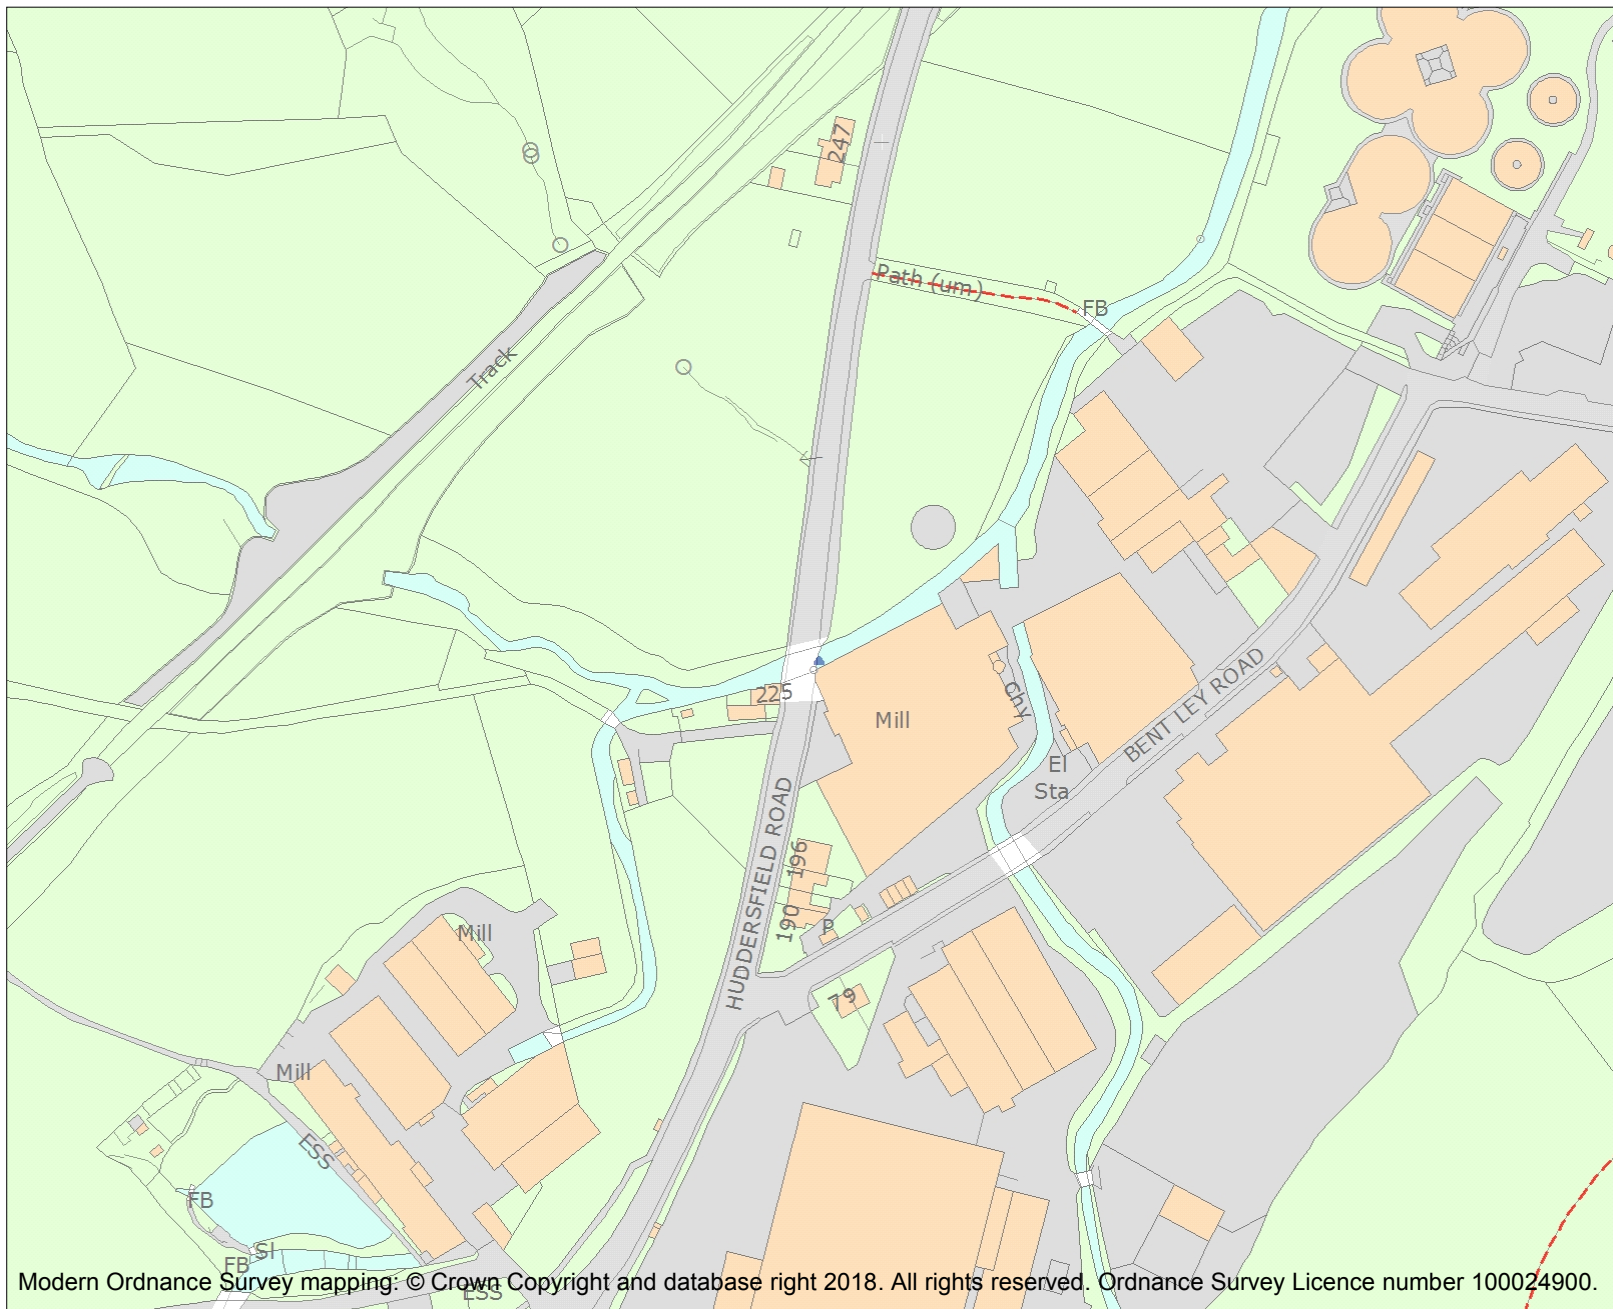 247
Path (um)
FB
Track
225
Mill
Chy
BENTLEY ROAD
El
Sta
HUDDERSFIELD ROAD
196
190
P
79
Mill
Mill
ESS
FB
Sl
FB
ESS
Modern Ordnance Survey mapping: © Crown Copyright and database right 2018. All rights reserved. Ordnance Survey Licence number 100024900.